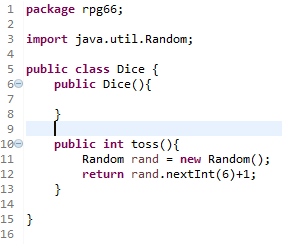 1 package rpg66;
2
3 import java.util.Random;
4
5 public class Dice {
6 public Dice(){
7
8 }
9
10 public int toss(){
11 Random rand = new Random();
12 return rand.nextInt(6)+1;
13 }
14
15 }
16